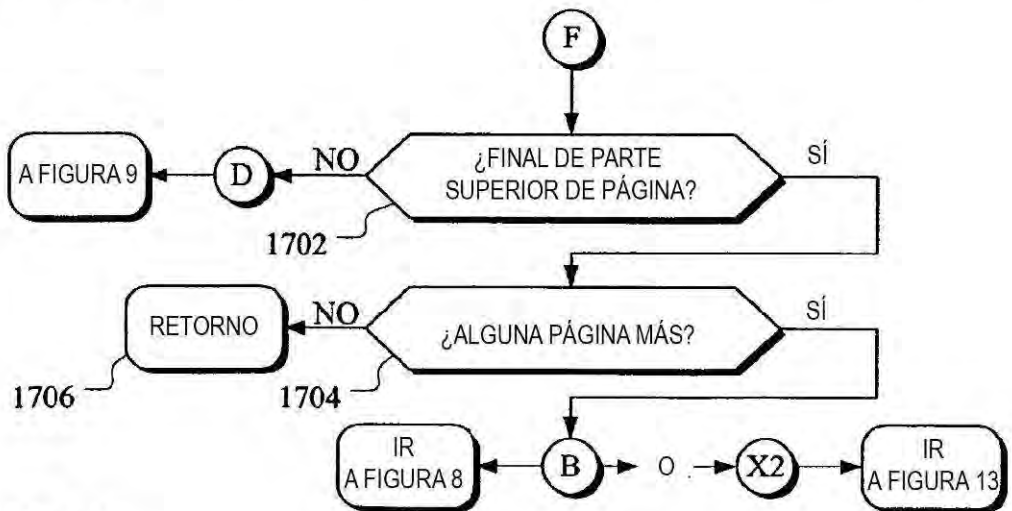 F
¿FINAL DE PARTE
SUPERIOR DE PÁGINA?
SÍ
NO
D
A FIGURA 9
1702
¿ALGUNA PÁGINA MÁS?
SÍ
NO
RETORNO
1706
1704
IR
A FIGURA 8
B
O
X2
IR
A FIGURA 13